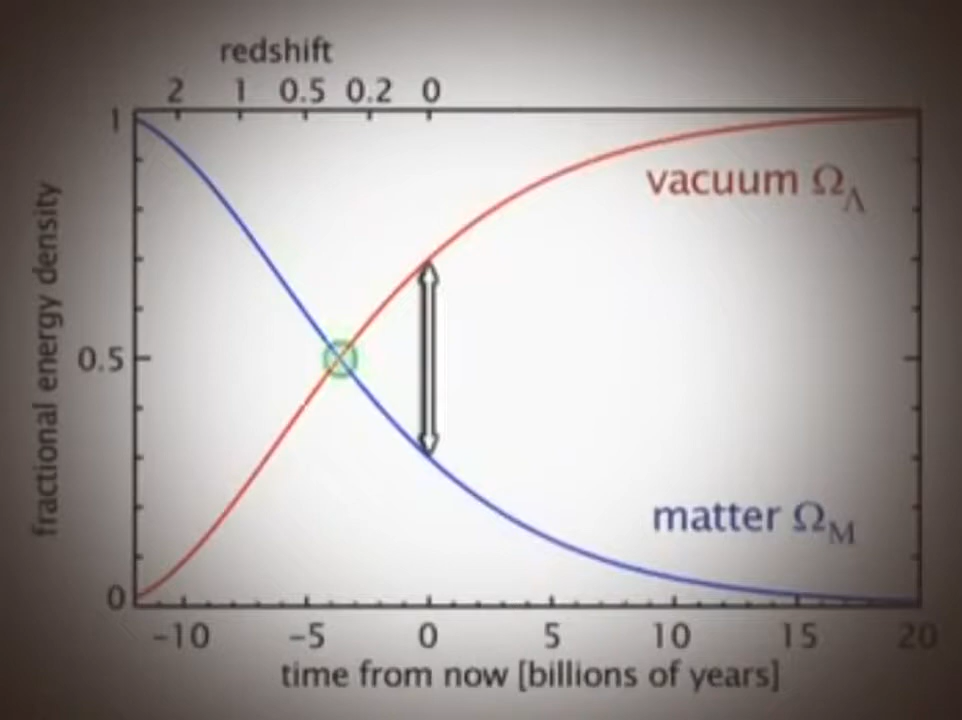 redshift
2 1 0.5 0.2 0
1
vacuum ΩΛ
fractional energy density
0.5
matter ΩM
0
-10 -5 0 5 10 15 20
time from now [billions of years]